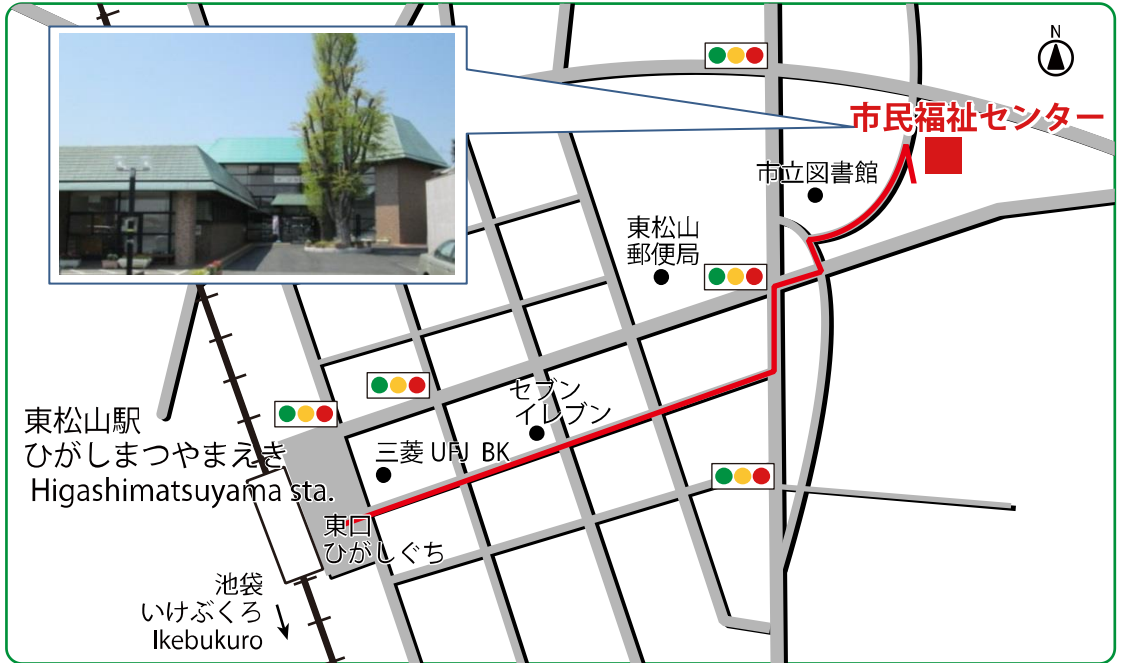 N
市民福祉センター
市立図書館
東松山
郵便局
セブン
イレブン
東松山駅
ひがしまつやまえき
Higashimatsuyama sta.
三菱 UFJ BK
東口
ひがしぐち
池袋
いけぶくろ
Ikebukuro